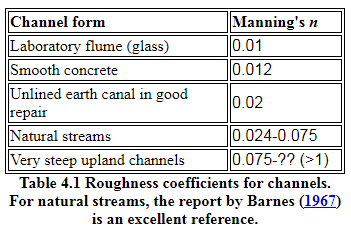 Channel form Manning's n
Laboratory flume (glass) 0.01
Smooth concrete 0.012
Unlined earth canal in good
repair 0.02
Natural streams 0.024-0.075
Very steep upland channels 0.075-?? (>1)
Table 4.1 Roughness coefficients for channels.
For natural streams, the report by Barnes (1967)
is an excellent reference.